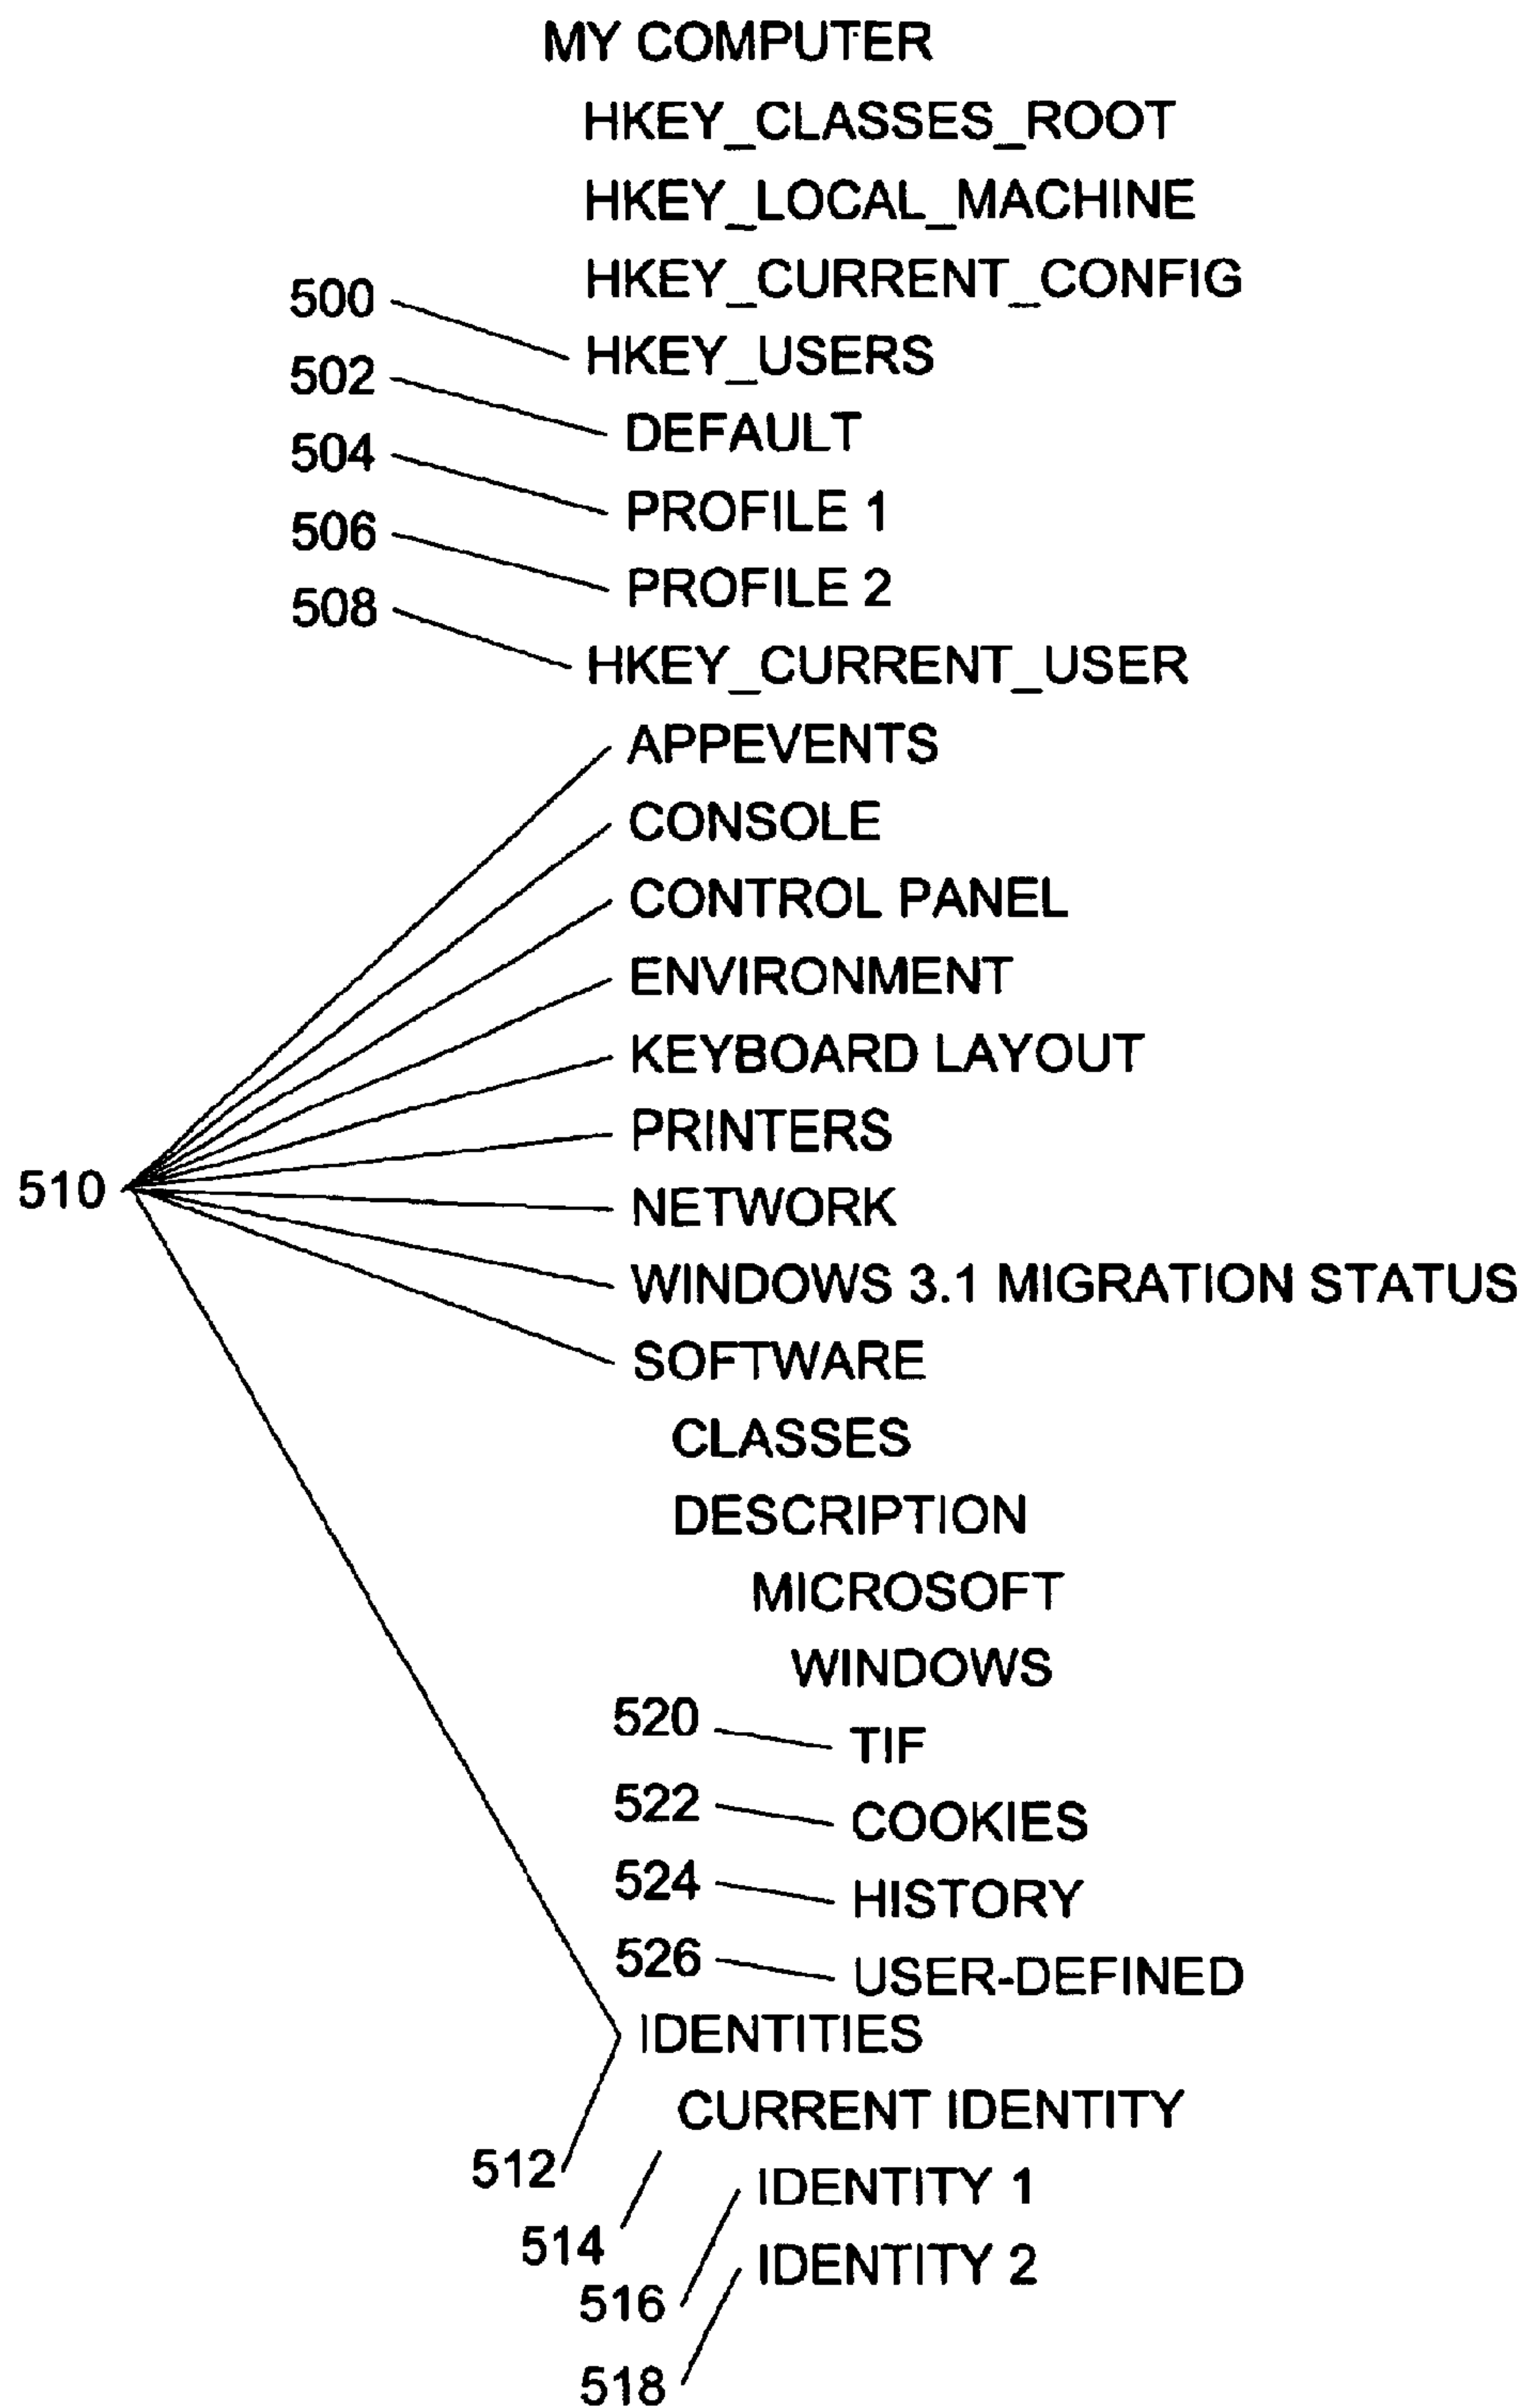 MY COMPUTER
HKEY_CLASSES_ROOT
HKEY_LOCAL_MACHINE
HKEY_CURRENT_CONFIG
500 HKEY_USERS
502 DEFAULT
504 PROFILE 1
506 PROFILE 2
508 HKEY_CURRENT_USER
APPEVENTS
CONSOLE
CONTROL PANEL
ENVIRONMENT
KEYBOARD LAYOUT
PRINTERS
510 NETWORK
WINDOWS 3.1 MIGRATION STATUS
SOFTWARE
CLASSES
DESCRIPTION
MICROSOFT
WINDOWS
520 TIF
522 COOKIES
524 HISTORY
526 USER-DEFINED
IDENTITIES
CURRENT IDENTITY
512 IDENTITY 1
514 IDENTITY 2
516
518